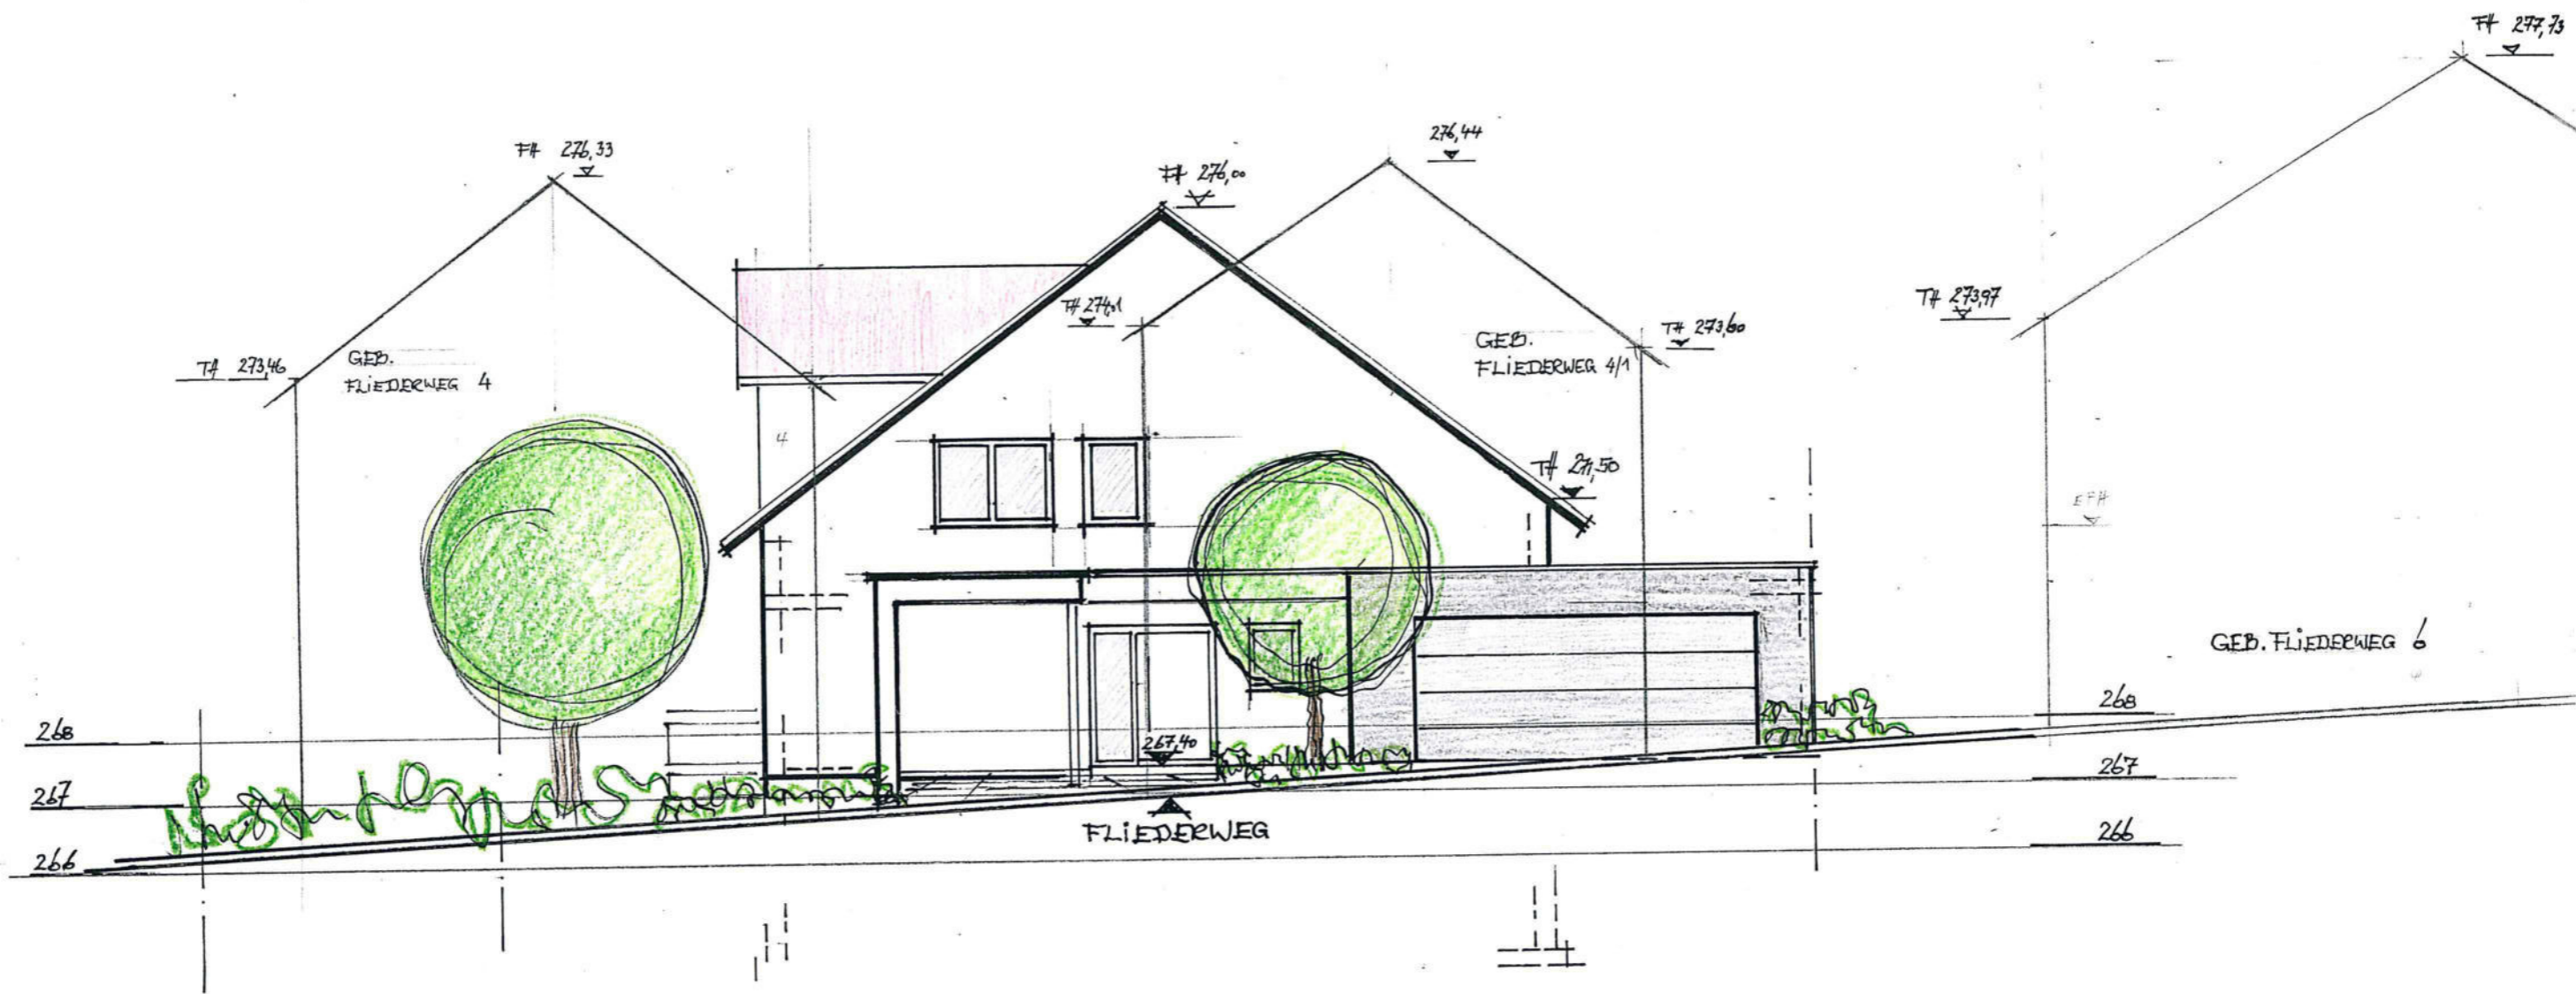 FH 277,73
276,44
FH 276,33
FH 276,00
TH 274,01
TH 273,97
TH 273,60
GEB.
FLIEDERWEG 4/1
TH 273,46
GEB.
FLIEDERWEG 4
4
TH 271,50
EFH
GEB. FLIEDERWEG 6
268
268
267,40
267
267
FLIEDERWEG
266
266